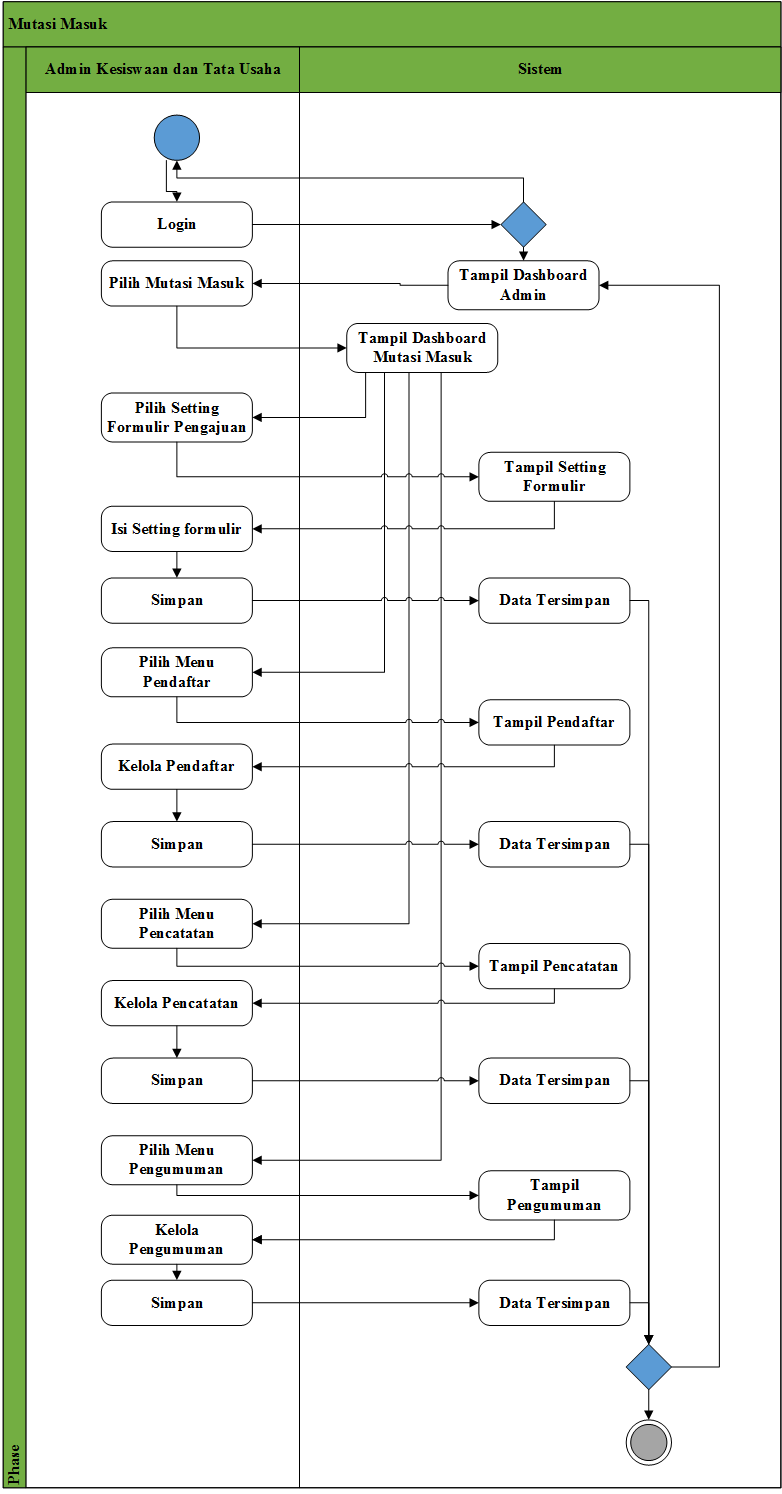 Mutasi Masuk
Admin Kesiswaan dan Tata Usaha
Sistem
Login
Pilih Mutasi Masuk
Tampil Dashboard
Admin
Tampil Dashboard
Mutasi Masuk
Pilih Setting
Formulir Pengajuan
Tampil Setting
Formulir
Isi Setting formulir
Simpan
Data Tersimpan
Pilih Menu
Pendaftar
Tampil Pendaftar
Kelola Pendaftar
Simpan
Data Tersimpan
Pilih Menu
Pencatatan
Tampil Pencatatan
Kelola Pencatatan
Simpan
Data Tersimpan
Pilih Menu
Pengumuman
Tampil
Pengumuman
Kelola
Pengumuman
Simpan
Data Tersimpan
Phase